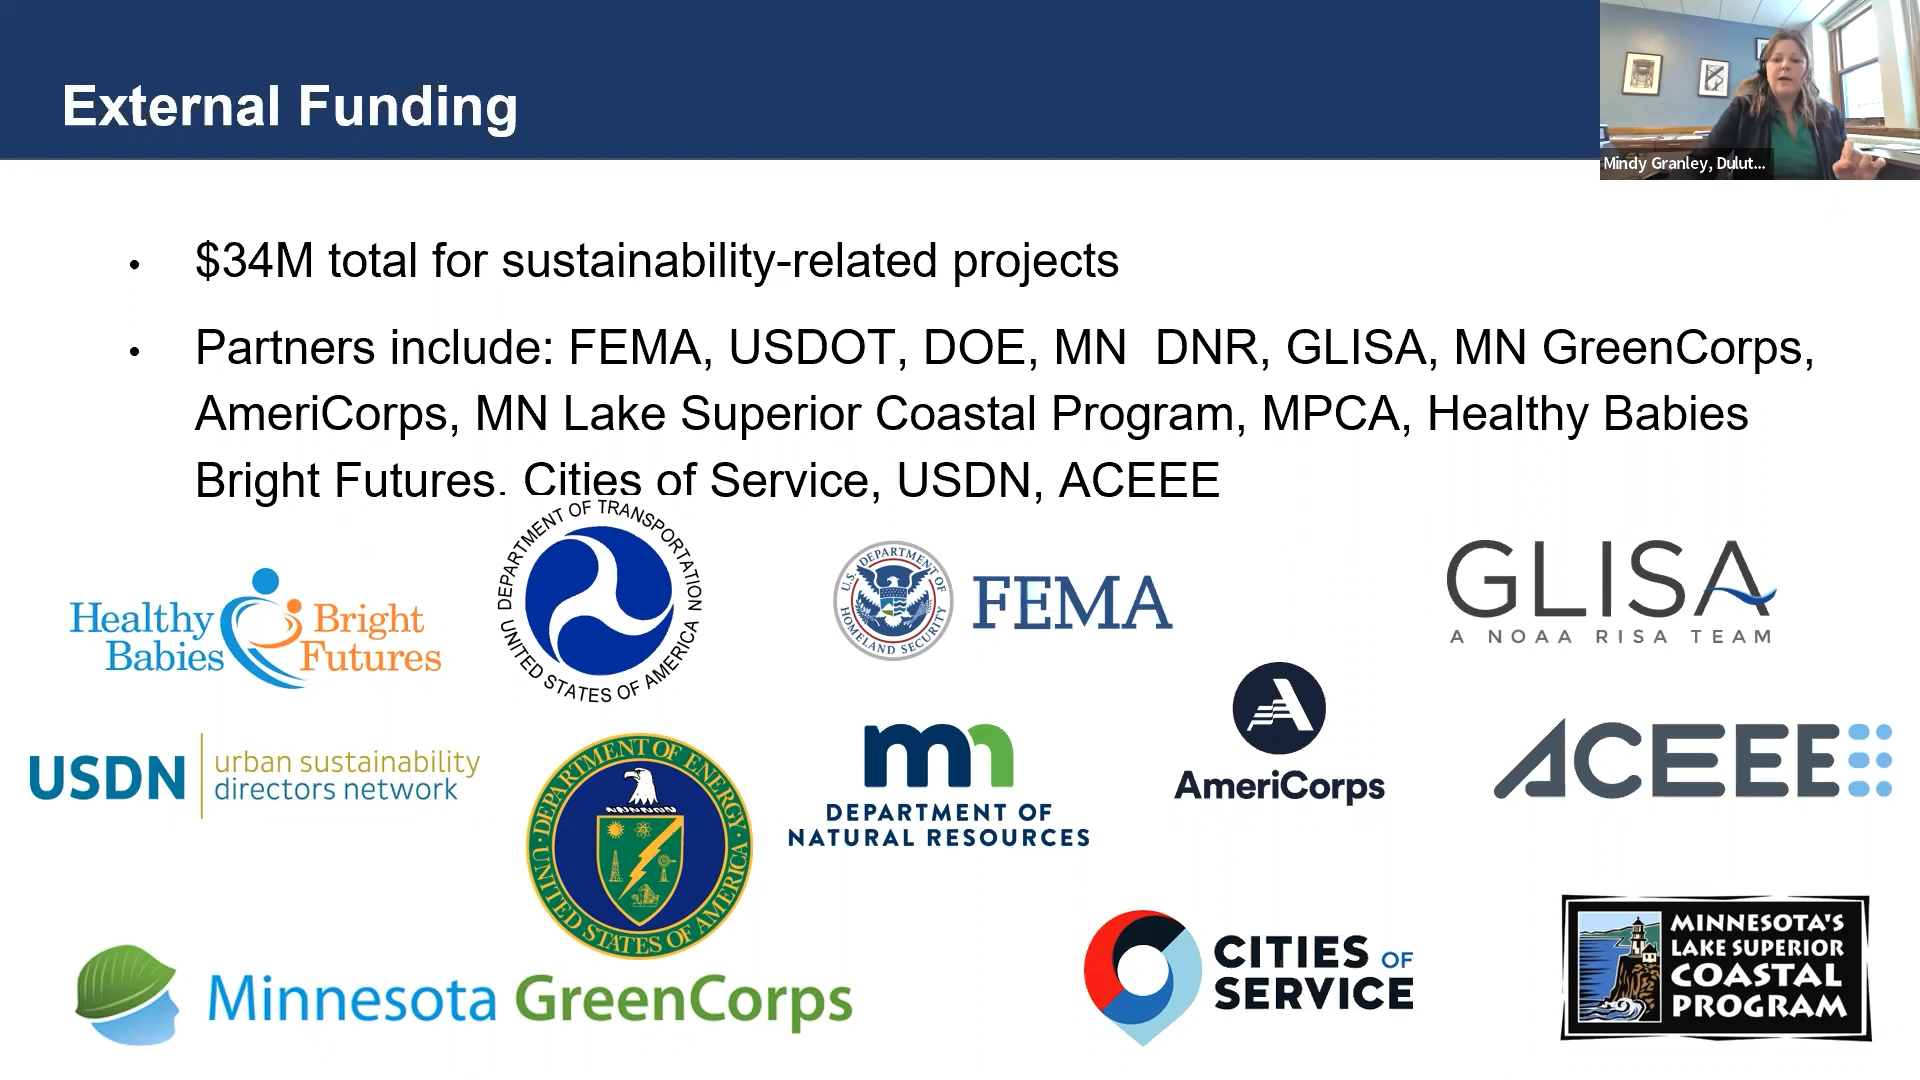 External Funding
Mindy Granley, Dulut...
• $34M total for sustainability-related projects
• Partners include: FEMA, USDOT, DOE, MN DNR, GLISA, MN GreenCorps,
AmeriCorps, MN Lake Superior Coastal Program, MPCA, Healthy Babies
Bright Futures. Cities of Service, USDN, ACEEE
Healthy Babies
Bright Futures
DEPARTMENT OF TRANSPORTATION
UNITED STATES OF AMERICA
U.S. DEPARTMENT OF
HOMELAND SECURITY
FEMA
GLISA
A NOAA RISA TEAM
USDN
urban sustainability
directors network
DEPARTMENT OF ENERGY
UNITED STATES OF AMERICA
mn
DEPARTMENT OF
NATURAL RESOURCES
A
AmeriCorps
ACEEE
Minnesota GreenCorps
CITIES OF
SERVICE
MINNESOTA'S
LAKE SUPERIOR
COASTAL
PROGRAM